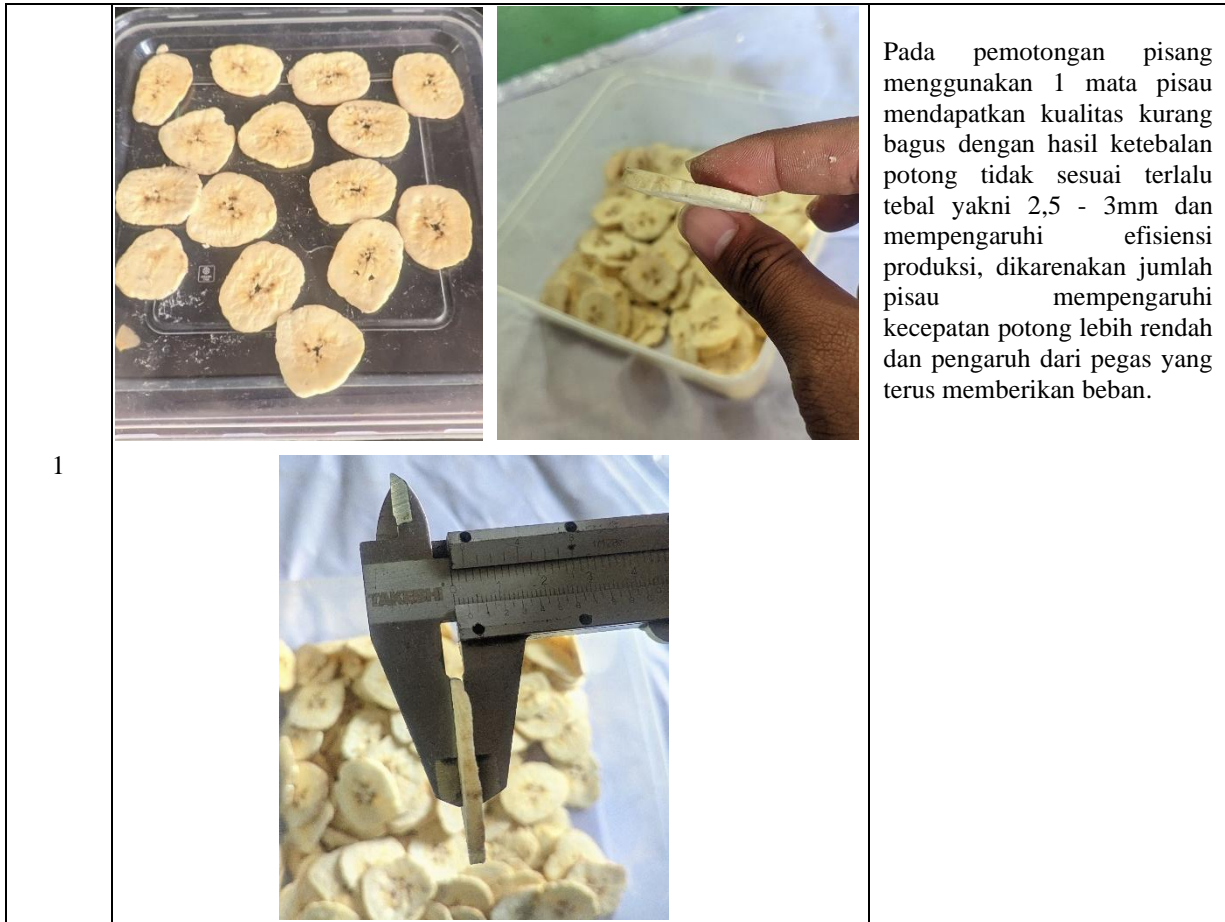 Pada pemotongan pisang
menggunakan 1 mata pisau
mendapatkan kualitas kurang
bagus dengan hasil ketebalan
potong tidak sesuai terlalu
tebal yakni 2,5 - 3mm dan
mempengaruhi efisiensi
produksi, dikarenakan jumlah
pisau mempengaruhi
kecepatan potong lebih rendah
dan pengaruh dari pegas yang
terus memberikan beban.
1
TAKESHI